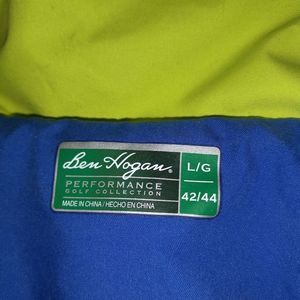 Ben Hogan® L/G
PERFORMANCE
GOLF COLLECTION 42/44
MADE IN CHINA / HECHO EN CHINA